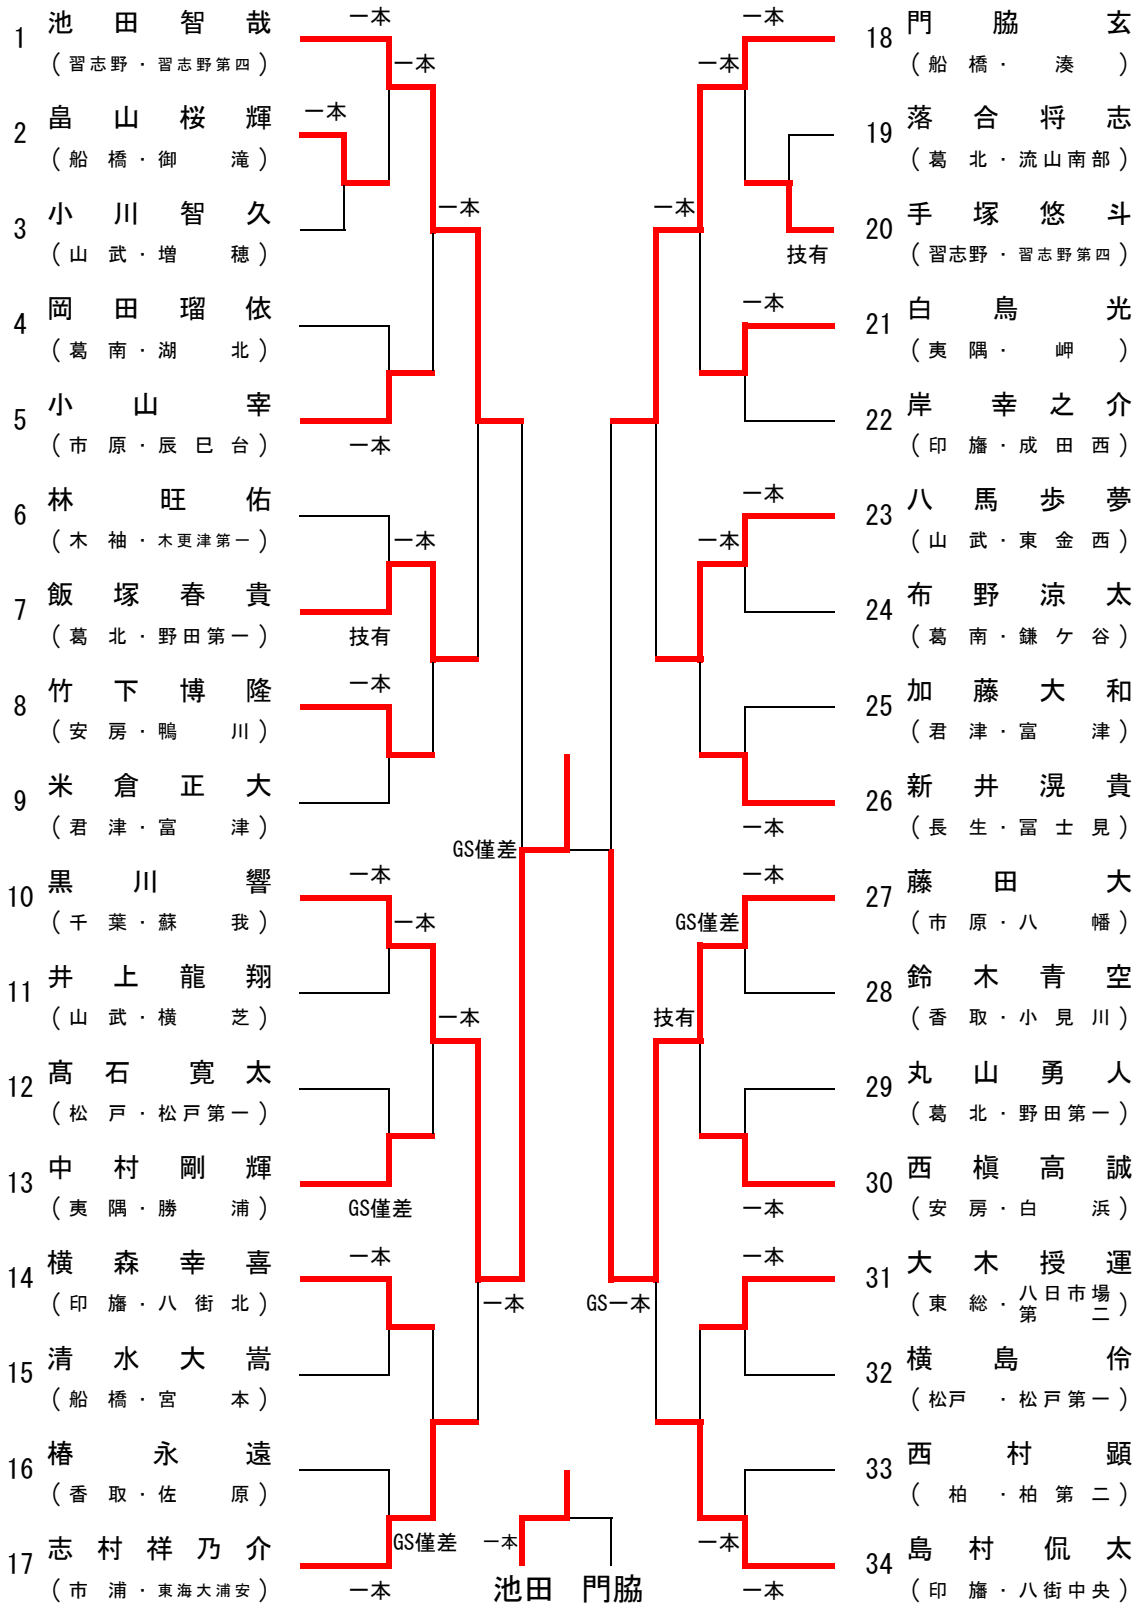 1 池田智哉
(習志野・習志野第四)
一本
一本
2 畠山桜輝
(船橋・御滝)
一本
3 小川智久
(山武・増穂)
一本
4 岡田瑠依
(葛南・湖北)
5 小山宰
(市原・辰巳台)
一本
6 林旺佑
(木袖・木更津第一)
一本
7 飯塚春貴
(葛北・野田第一)
技有
8 竹下博隆
(安房・鴨川)
一本
9 米倉正大
(君津・富津)
GS僅差
10 黒川響
(千葉・蘇我)
一本
一本
11 井上龍翔
(山武・横芝)
一本
12 髙石寛太
(松戸・松戸第一)
13 中村剛輝
(夷隅・勝浦)
GS僅差
14 横森幸喜
(印旛・八街北)
一本
一本
15 清水大嵩
(船橋・宮本)
16 椿永遠
(香取・佐原)
GS僅差
17 志村祥乃介
(市浦・東海大浦安)
一本
一本
池田 門脇
18 門脇玄
(船橋・湊)
一本
一本
19 落合将志
(葛北・流山南部)
20 手塚悠斗
(習志野・習志野第四)
一本
技有
21 白鳥光
(夷隅・岬)
一本
22 岸幸之介
(印旛・成田西)
23 八馬歩夢
(山武・東金西)
一本
一本
24 布野涼太
(葛南・鎌ケ谷)
25 加藤大和
(君津・富津)
26 新井滉貴
(長生・冨士見)
一本
27 藤田大
(市原・八幡)
一本
GS僅差
28 鈴木青空
(香取・小見川)
技有
29 丸山勇人
(葛北・野田第一)
30 西槇高誠
(安房・白浜)
一本
31 大木授運
(東総・八日市場第二)
一本
GS一本
32 横島伶
(松戸・松戸第一)
33 西村顕
(柏・柏第二)
一本
34 島村侃太
(印旛・八街中央)
一本